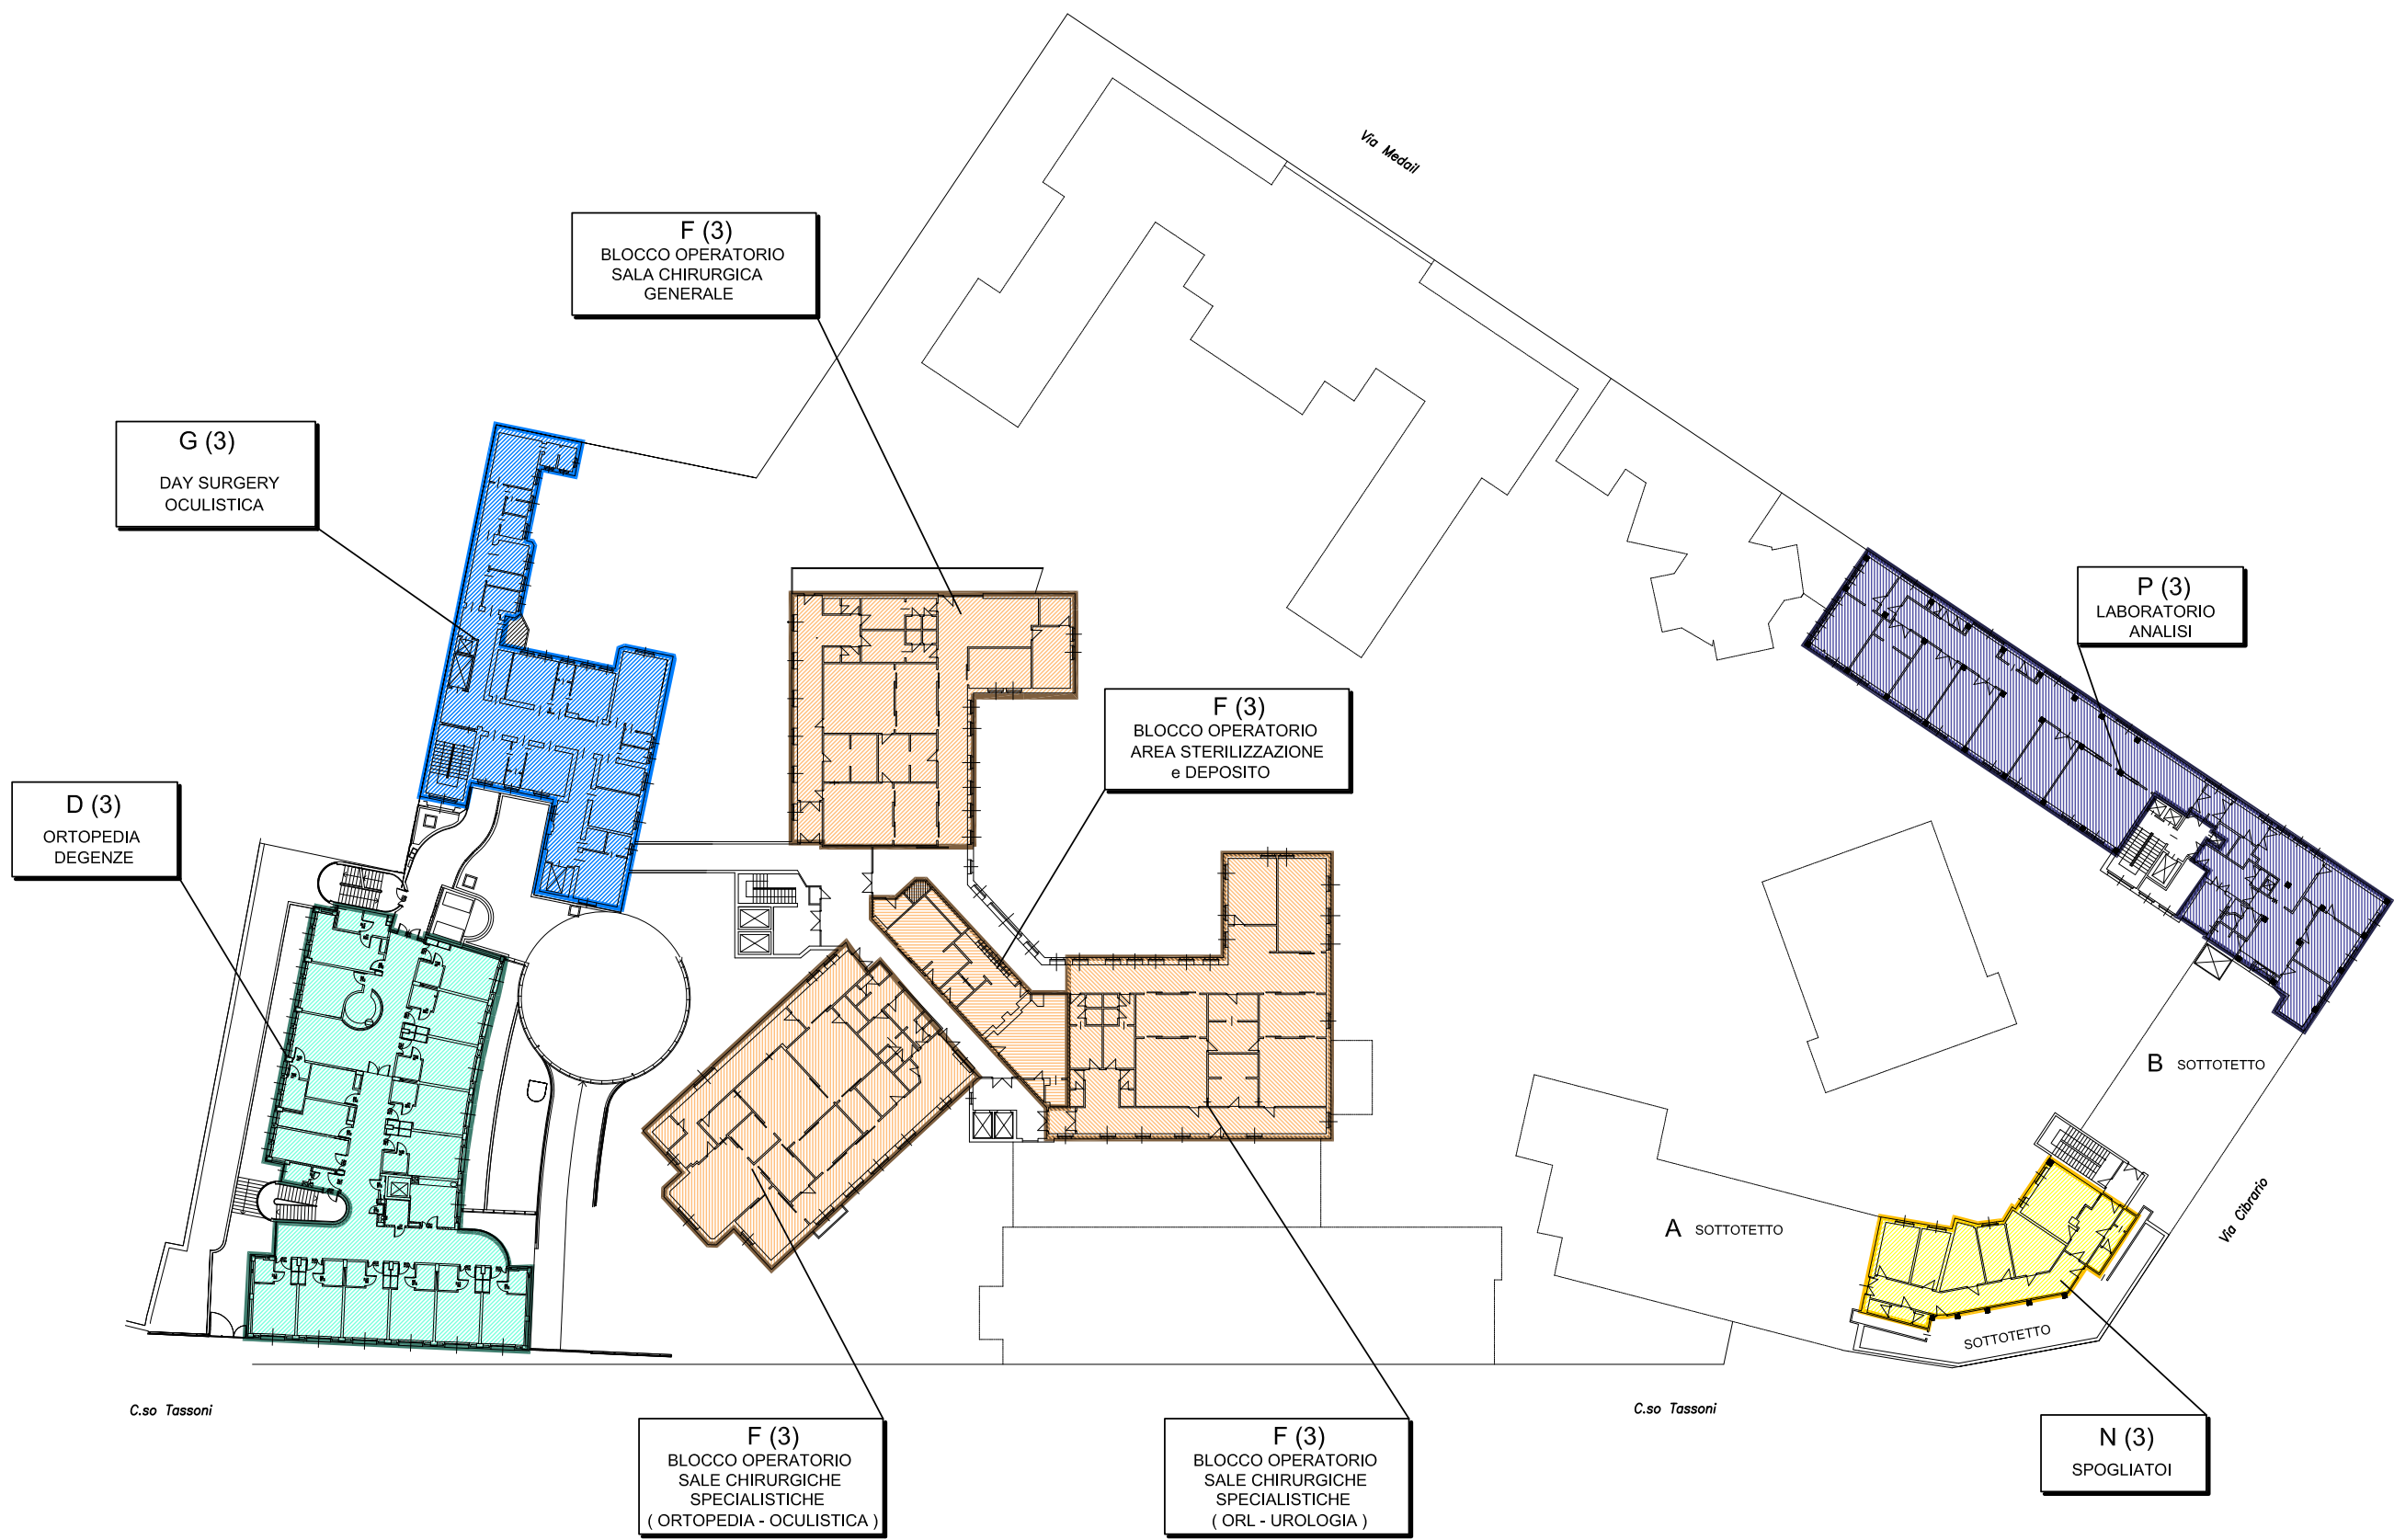 Via Medail
F (3)
BLOCCO OPERATORIO
SALA CHIRURGICA
GENERALE
G (3)
DAY SURGERY
OCULISTICA
P (3)
LABORATORIO
ANALISI
F (3)
BLOCCO OPERATORIO
AREA STERILIZZAZIONE
e DEPOSITO
D (3)
ORTOPEDIA
DEGENZE
B SOTTOTETTO
Via Cibrario
A SOTTOTETTO
SOTTOTETTO
C.so Tassoni
C.so Tassoni
F (3)
BLOCCO OPERATORIO
SALE CHIRURGICHE
SPECIALISTICHE
( ORTOPEDIA - OCULISTICA )
F (3)
BLOCCO OPERATORIO
SALE CHIRURGICHE
SPECIALISTICHE
( ORL - UROLOGIA )
N (3)
SPOGLIATOI